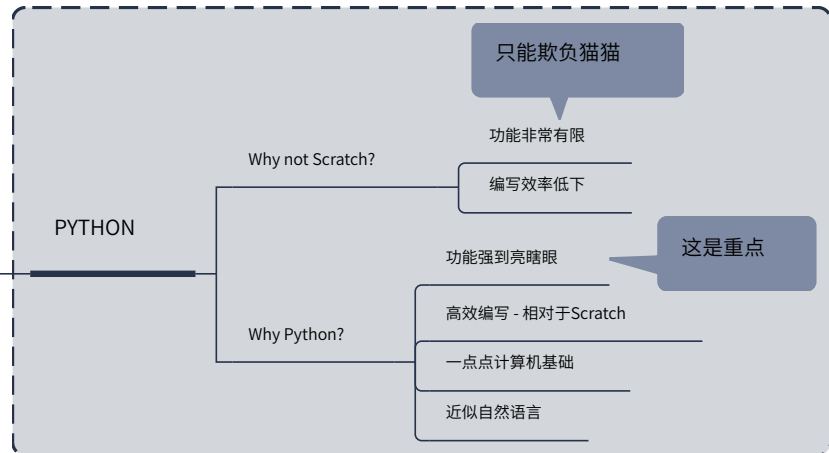 只能欺负猫猫
功能非常有限
Why not Scratch?
编写效率低下
PYTHON
这是重点
功能强到亮瞎眼
高效编写 - 相对于Scratch
Why Python?
一点点计算机基础
近似自然语言